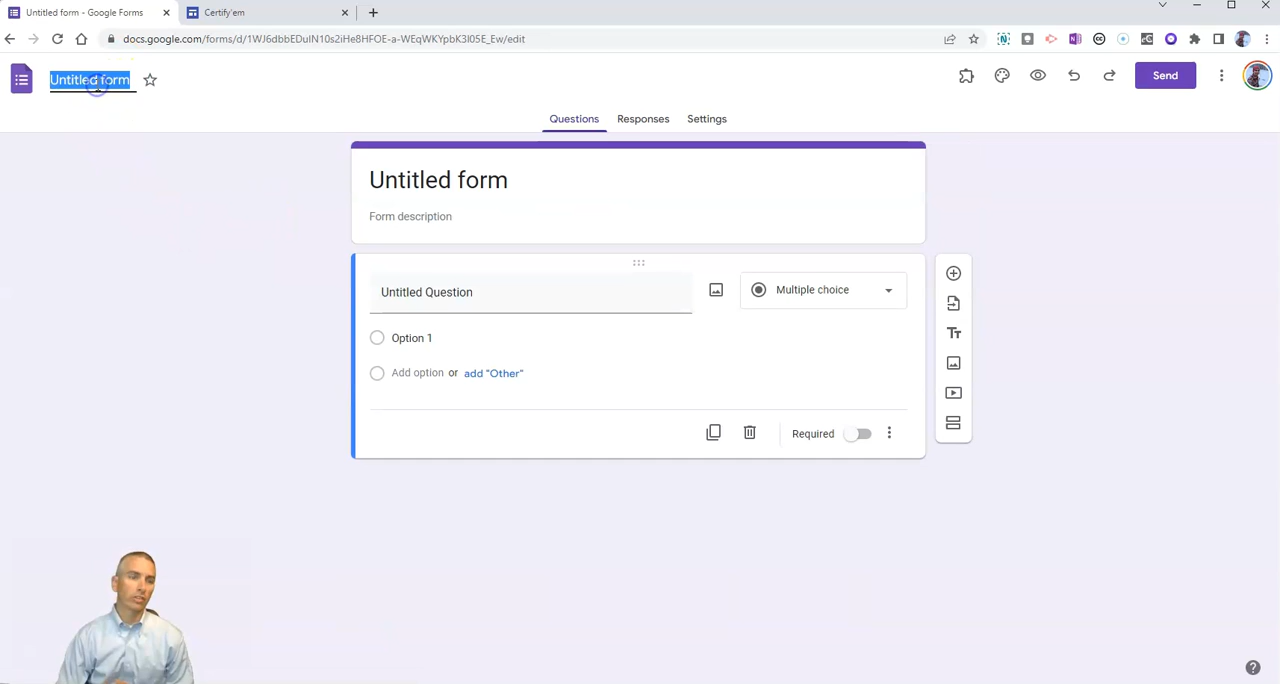 Untitled form - Google Forms
Certify'em
docs.google.com/forms/d/1WJ6dbbEDuIN10s2iHe8HFOE-a-WEqWKYpbK3I05E_Ew/edit
Untitled form
Send
Questions
Responses
Settings
Untitled form
Form description
Untitled Question
Multiple choice
Option 1
Add option or add "Other"
Required